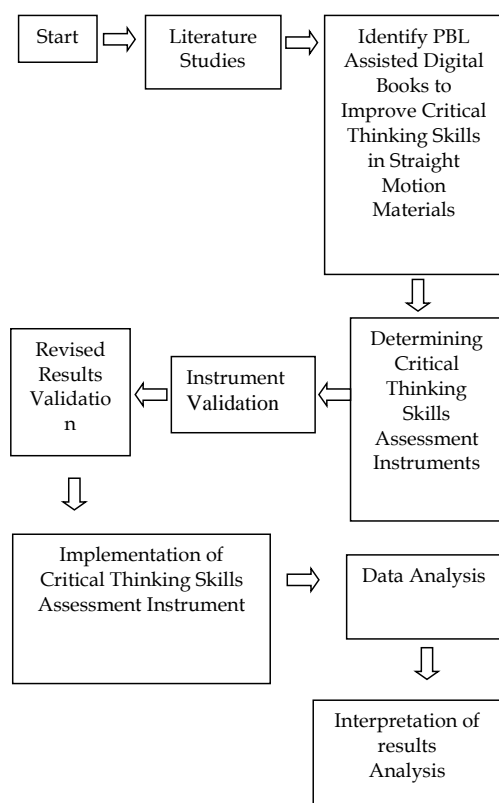 Start
Literature
Studies
Identify PBL
Assisted Digital
Books to
Improve Critical
Thinking Skills
in Straight
Motion
Materials
Determining
Critical
Thinking
Skills
Assessment
Instruments
Instrument
Validation
Revised
Results
Validatio
n
Implementation of
Critical Thinking Skills
Assessment Instrument
Data Analysis
Interpretation of
results
Analysis